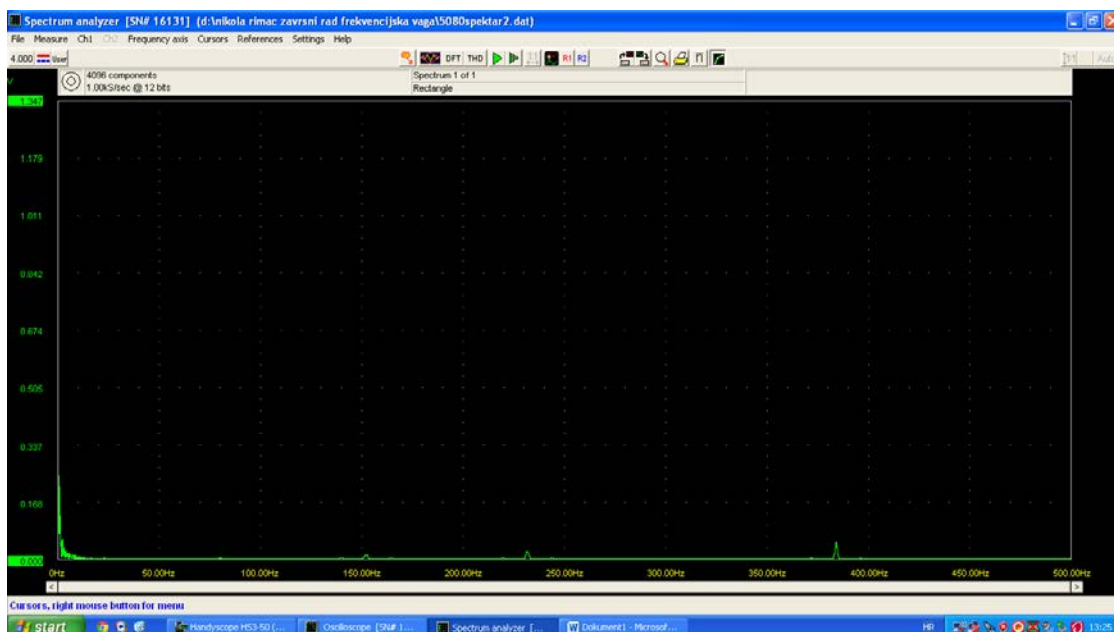 Spectrum analyzer [SN# 16131] (d:\nikola rimac zavrsni rad frekvencijska vaga\5080spektar2.dat)
File Measure Ch1 Ch2 Frequency axis Cursors References Settings Help
4.000 User DFT THD R1 R2 Auto
4096 components Spectrum 1 of 1
1.00kS/sec @ 12 bits Rectangle
V
1.347
1.179
1.011
0.842
0.674
0.505
0.337
0.168
0.000
0Hz 50.00Hz 100.00Hz 150.00Hz 200.00Hz 250.00Hz 300.00Hz 350.00Hz 400.00Hz 450.00Hz 500.00Hz
Cursors, right mouse button for menu
start Handyscope HS3-50 (... Oscilloscope [SN# 1... Spectrum analyzer [... Dokument1 - Microsof... HR 13:25